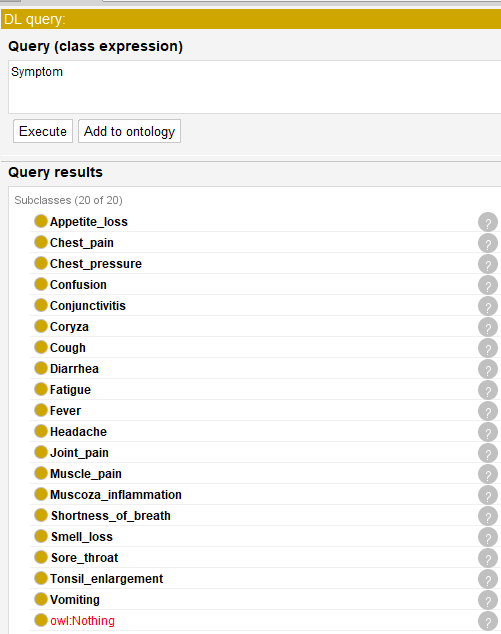 DL query:
Query (class expression)
Symptom
Execute Add to ontology
Query results
Subclasses (20 of 20)
Appetite_loss ?
Chest_pain ?
Chest_pressure ?
Confusion ?
Conjunctivitis ?
Coryza ?
Cough ?
Diarrhea ?
Fatigue ?
Fever ?
Headache ?
Joint_pain ?
Muscle_pain ?
Muscoza_inflammation ?
Shortness_of_breath ?
Smell_loss ?
Sore_throat ?
Tonsil_enlargement ?
Vomiting ?
owl:Nothing ?